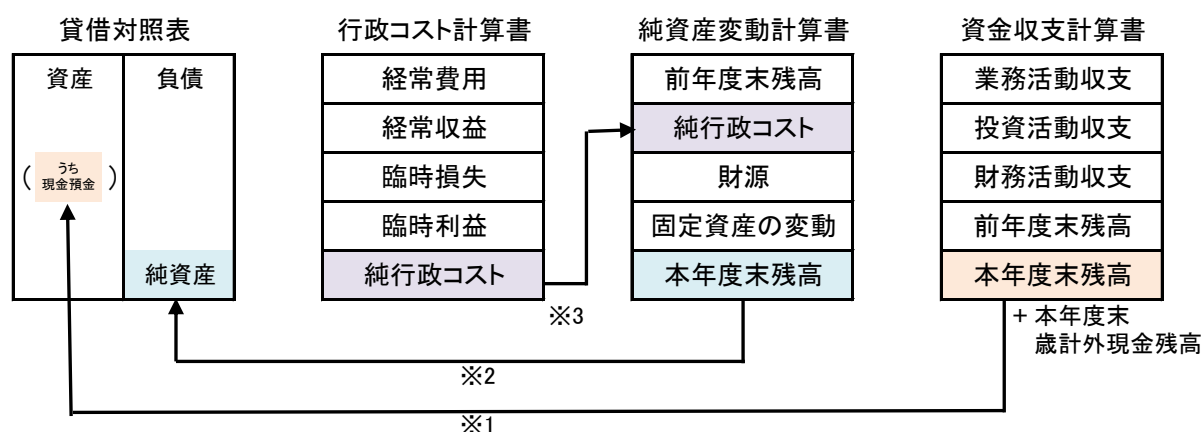 貸借対照表
資産
負債
( うち
現金預金 )
純資産
行政コスト計算書
経常費用
経常収益
臨時損失
臨時利益
純行政コスト
純資産変動計算書
前年度末残高
純行政コスト
財源
固定資産の変動
本年度末残高
資金収支計算書
業務活動収支
投資活動収支
財務活動収支
前年度末残高
本年度末残高
+ 本年度末
歳計外現金残高
※3
※2
※1